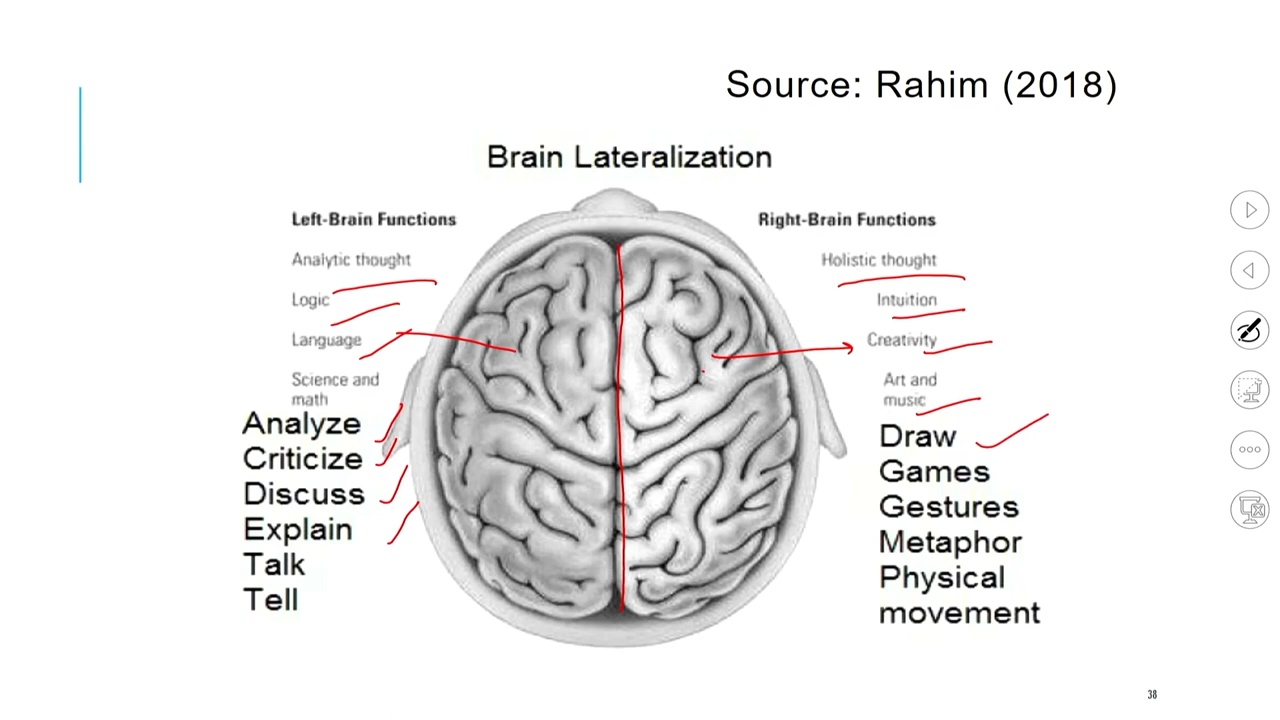 Source: Rahim (2018)
Brain Lateralization
Left-Brain Functions
Analytic thought
Logic
Language
Science and
math
Analyze
Criticize
Discuss
Explain
Talk
Tell
Right-Brain Functions
Holistic thought
Intuition
Creativity
Art and
music
Draw
Games
Gestures
Metaphor
Physical
movement
38